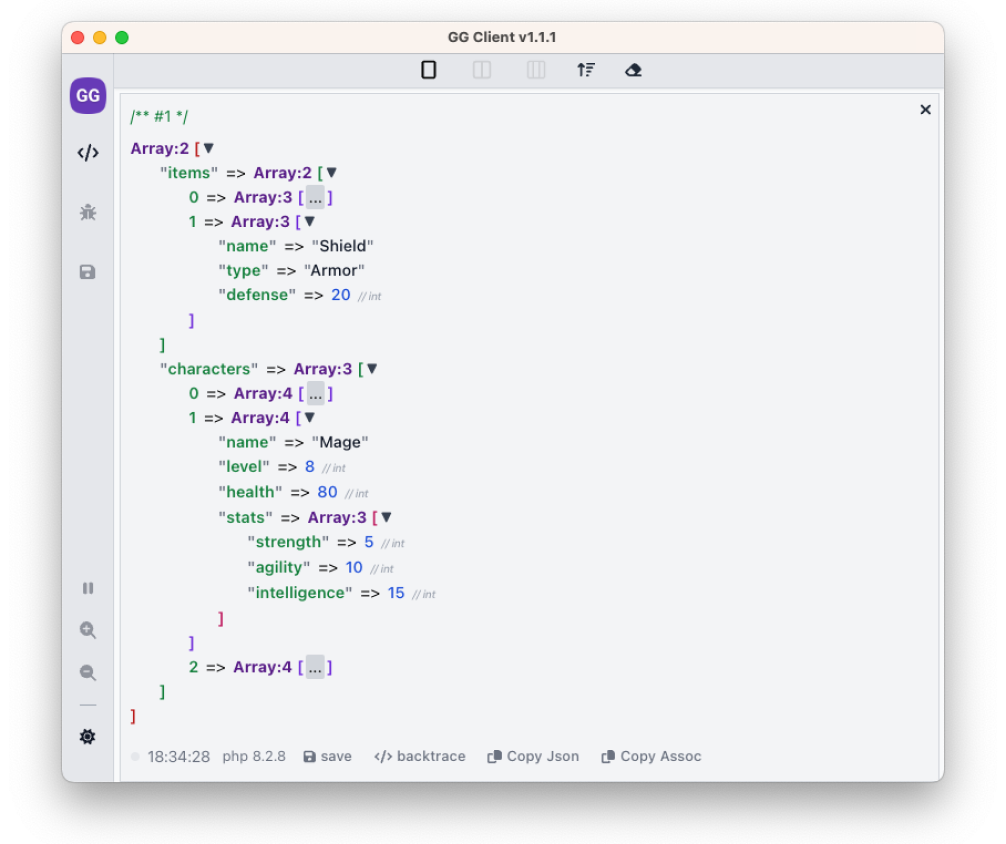 GG Client v1.1.1
GG
/** #1 */
Array:2 [▼
"items" => Array:2 [▼
0 => Array:3 [ ... ]
1 => Array:3 [▼
"name" => "Shield"
"type" => "Armor"
"defense" => 20 // int
]
]
"characters" => Array:3 [▼
0 => Array:4 [ ... ]
1 => Array:4 [▼
"name" => "Mage"
"level" => 8 // int
"health" => 80 // int
"stats" => Array:3 [▼
"strength" => 5 // int
"agility" => 10 // int
"intelligence" => 15 // int
]
]
2 => Array:4 [ ... ]
]
]
18:34:28 php 8.2.8 save </> backtrace Copy Json Copy Assoc